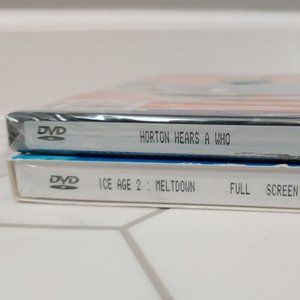 DVD HORTON HEARS A WHO
DVD ICE AGE 2 : MELTDOWN FULL SCREEN